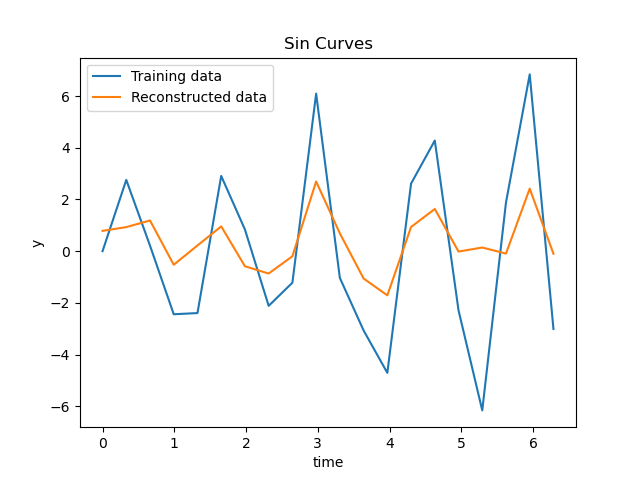 Sin Curves
Training data
Reconstructed data
6
4
2
0
−2
−4
−6
y
0 1 2 3 4 5 6
time